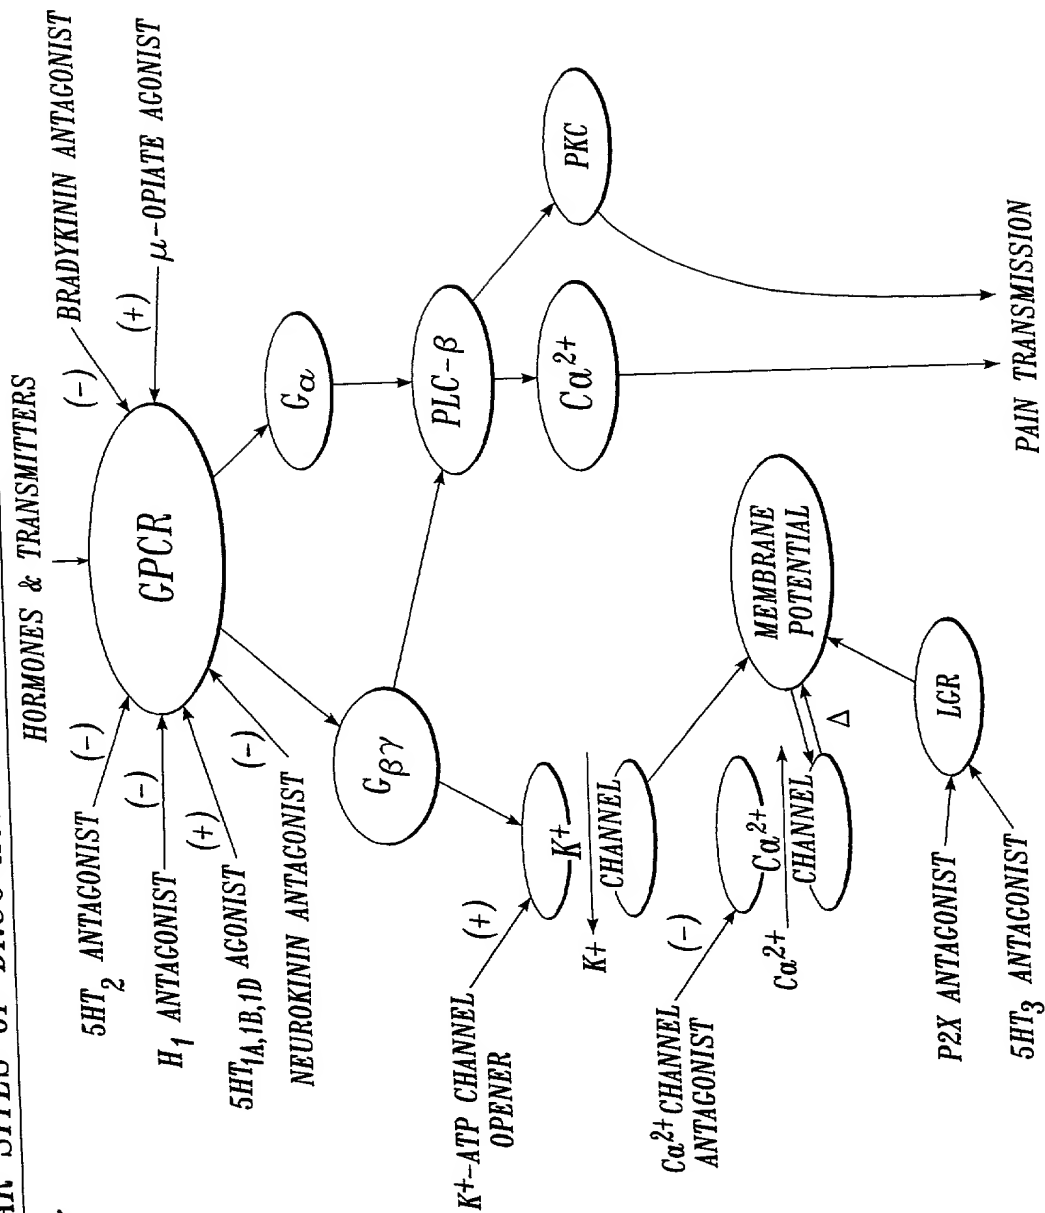 SITES OF
HORMONES & TRANSMITTERS
5HT2 ANTAGONIST
(-)
H1 ANTAGONIST
(-)
5HT1A,1B,1D AGONIST
(+)
NEUROKININ ANTAGONIST
(-)
BRADYKININ ANTAGONIST
(-)
μ-OPIATE AGONIST
(+)
GPCR
Gα
Gβγ
PLC-β
PKC
Ca2+
K+-ATP CHANNEL
OPENER
(+)
K+
K+
CHANNEL
Ca2+ CHANNEL
ANTAGONIST
(-)
Ca2+
Ca2+
CHANNEL
Δ
MEMBRANE
POTENTIAL
LGR
P2X ANTAGONIST
5HT3 ANTAGONIST
PAIN TRANSMISSION